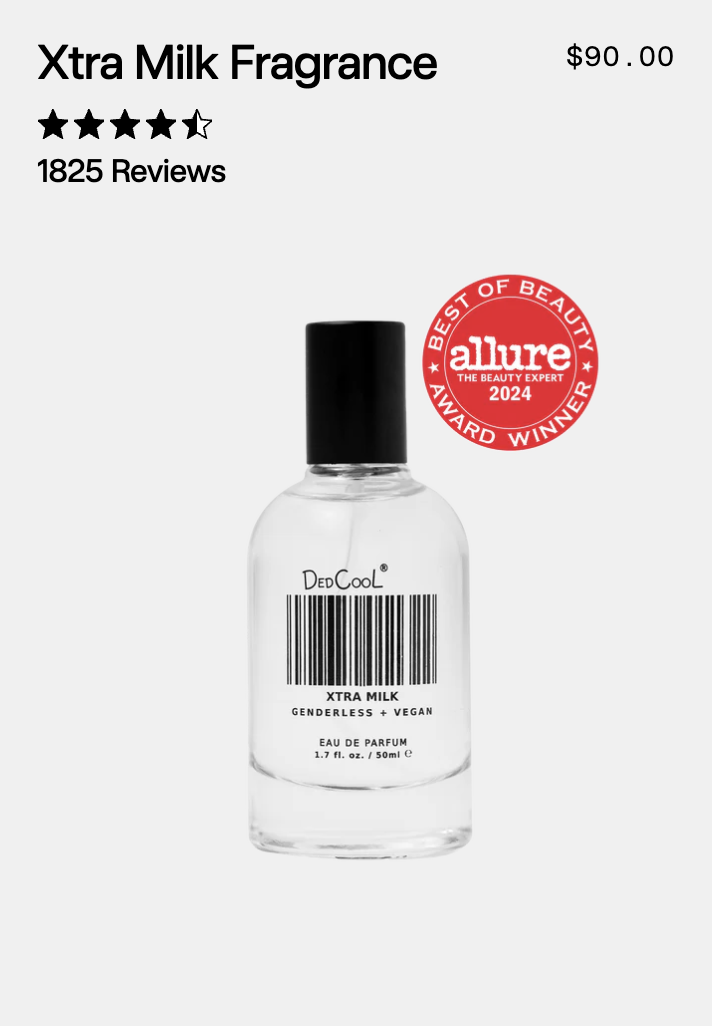 Xtra Milk Fragrance
$90.00
1825 Reviews
BEST OF BEAUTY
allure
THE BEAUTY EXPERT
2024
AWARD WINNER
DEDCOOL®
XTRA MILK
GENDERLESS + VEGAN
EAU DE PARFUM
1.7 fl. oz. / 50ml ℮